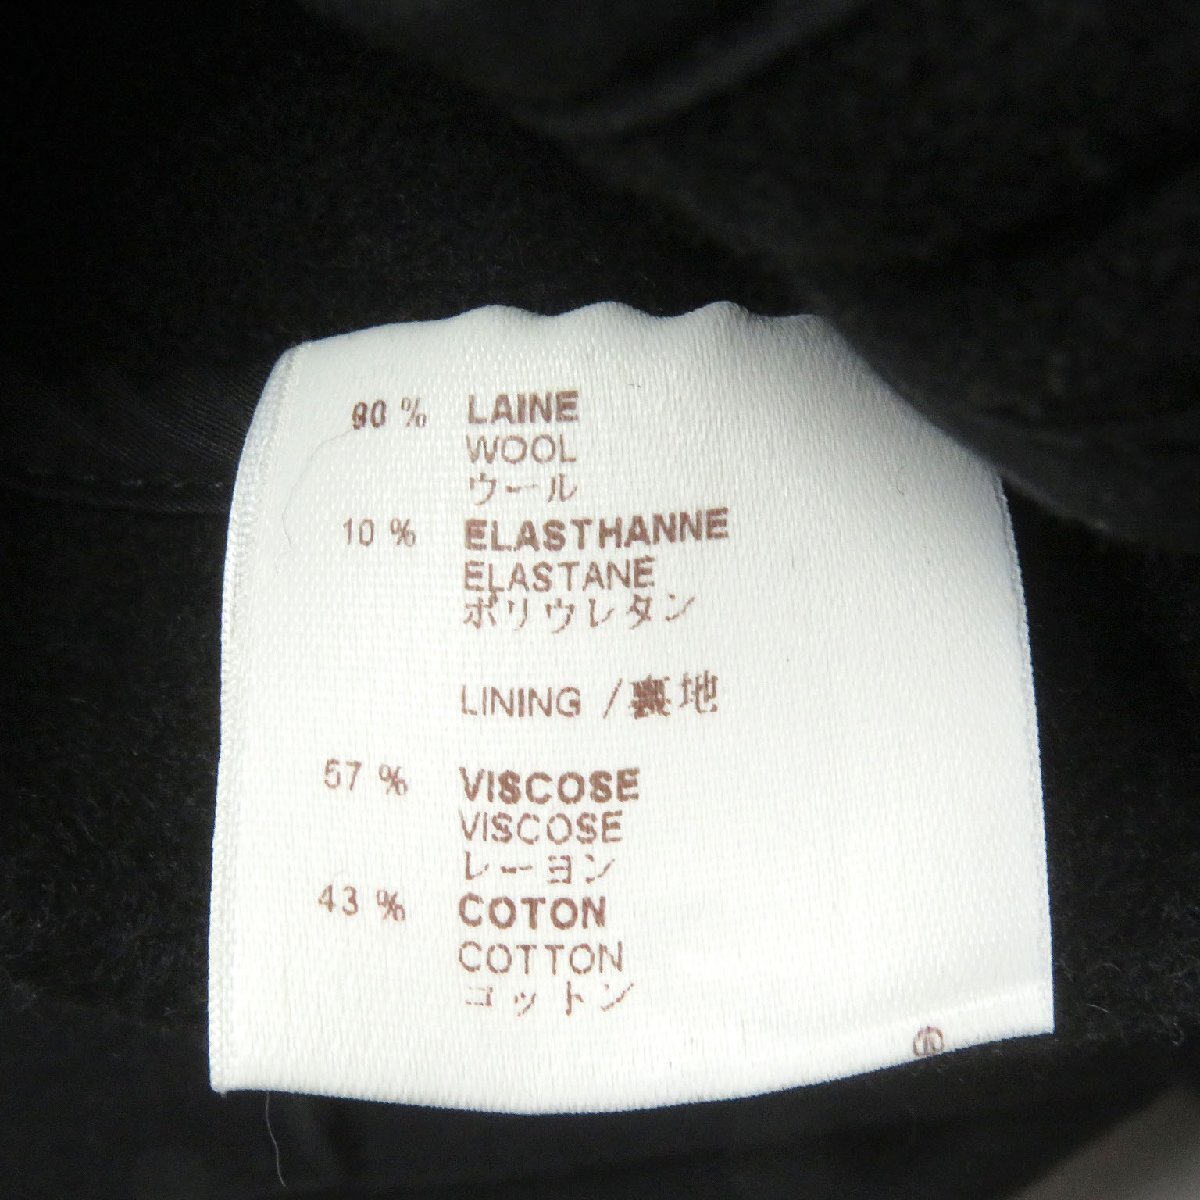 90 % LAINE
WOOL
ウール
10 % ELASTHANNE
ELASTANE
ポリウレタン
LINING / 裏地
57 % VISCOSE
VISCOSE
レーヨン
43 % COTON
COTTON
コットン